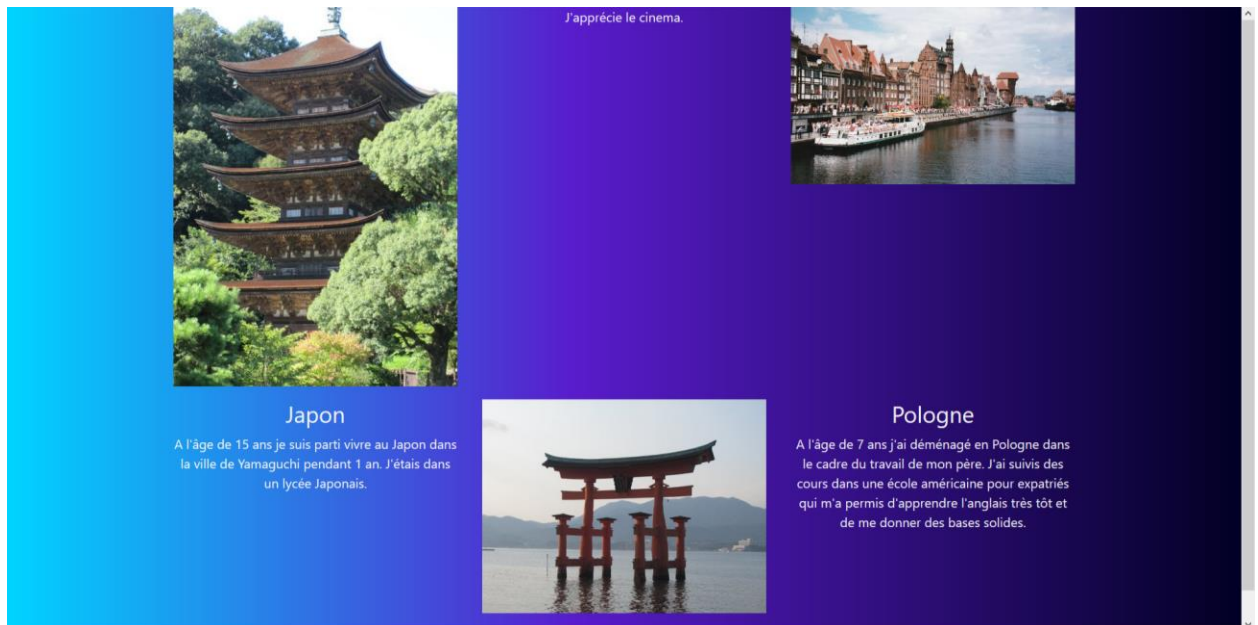 J'apprécie le cinema.
Japon
A l'âge de 15 ans je suis parti vivre au Japon dans
la ville de Yamaguchi pendant 1 an. J'étais dans
un lycée Japonais.
Pologne
A l'âge de 7 ans j'ai déménagé en Pologne dans
le cadre du travail de mon père. J'ai suivis des
cours dans une école américaine pour expatriés
qui m'a permis d'apprendre l'anglais très tôt et
de me donner des bases solides.